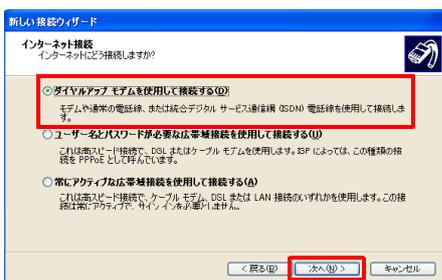 新しい接続ウィザード
インターネット接続
インターネットにどう接続しますか?
ダイヤルアップ モデムを使用して接続する(D)
モデムや通常の電話線、または統合デジタル サービス通信網 (ISDN) 電話線を使用して接続しま
す。
ユーザー名とパスワードが必要な広帯域接続を使用して接続する(U)
これは高スピード接続で、DSL またはケーブル モデムを使用します。ISP によっては、この種類の接
続を PPPoE として呼んでいます。
常にアクティブな広帯域接続を使用して接続する(A)
これは高スピード接続で、ケーブル モデム、DSL または LAN 接続のいずれかを使用します。この接
続は常にアクティブで、サインインを必要としません。
< 戻る(B)
次へ(N) >
キャンセル